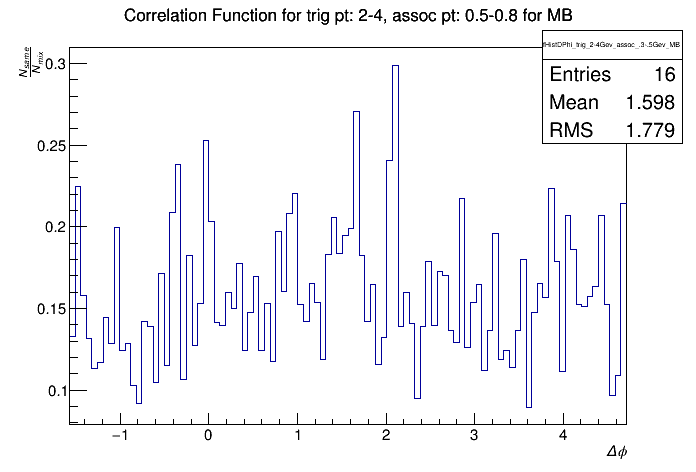 Correlation Function for trig pt: 2-4, assoc pt: 0.5-0.8 for MB
fHistDPhi_trig_2-4Gev_assoc_.3-.5Gev_MB
Entries 16
Mean 1.598
RMS 1.779
N_same
N_mix
0.3
0.25
0.2
0.15
0.1
−1 0 1 2 3 4
Δϕ